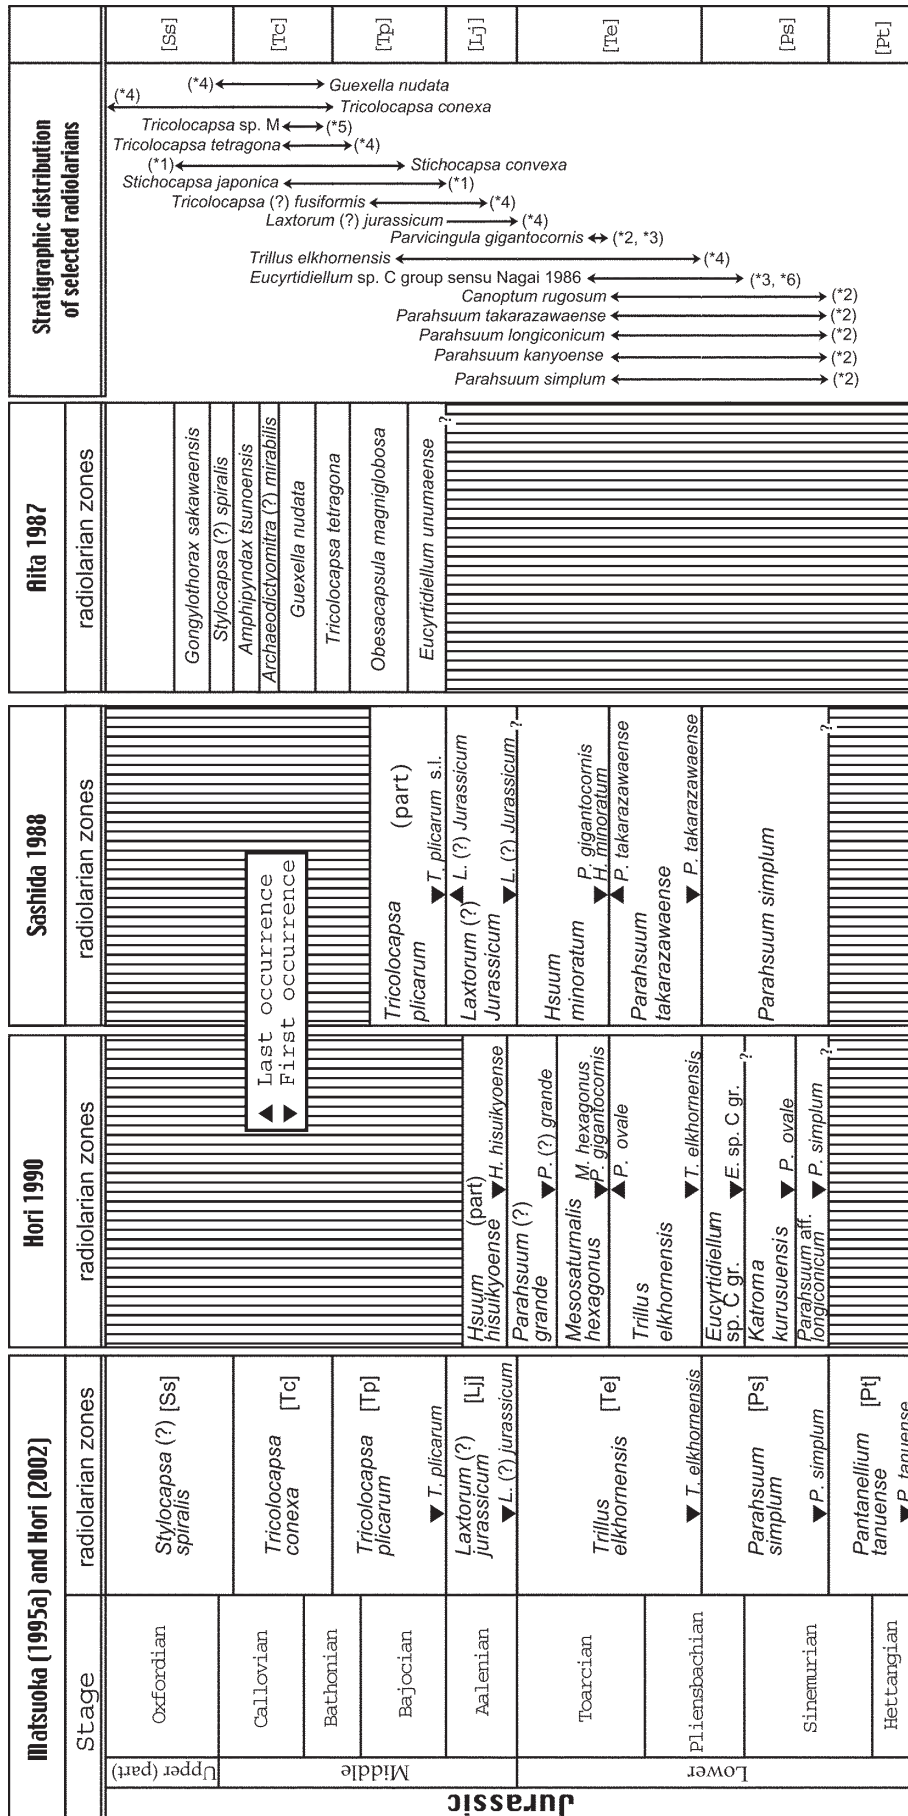 Matsuoka (1995a) and Hori (2002)
Stage
radiolarian zones
Jurassic
Upper (part)
Middle
Lower
Oxfordian
Callovian
Bathonian
Bajocian
Aalenian
Toarcian
Pliensbachian
Sinemurian
Hettangian
Stylocapsa (?) [Ss]
spiralis
Tricolocapsa [Tc]
conexa
Tricolocapsa [Tp]
plicarum
▼ T. plicarum
Laxtorum (?) [Lj]
jurassicum
▼ L. (?) jurassicum
Trillus [Te]
elkhornensis
▼ T. elkhornensis
Parahsuum [Ps]
simplum
▼ P. simplum
Pantanellium [Pt]
tanuense
▼ P. tanuense
Hori 1990
radiolarian zones
Hsuum (part)
hisuikyoense
▼ H. hisuikyoense
Parahsuum (?)
grande
▼ P. (?) grande
Mesosaturnalis
hexagonus
M. hexagonus
▼ P. gigantocornis
▲ P. ovale
Trillus
elkhornensis
▼ T. elkhornensis
Eucyrtidiellum
sp. C gr.
▼ E. sp. C gr.
?
Katroma
kurusuensis
▼ P. ovale
Parahsuum aff.
longiconicum
▼ P. simplum
?
▲ Last occurrence
▼ First occurrence
Sashida 1988
radiolarian zones
Tricolocapsa (part)
plicarum
▼ T. plicarum s.l.
▲ L. (?) Jurassicum
Laxtorum (?)
Jurassicum
▼ L. (?) Jurassicum
?
Hsuum
minoratum
P. gigantocornis
▼ H. minoratum
▲ P. takarazawaense
Parahsuum
takarazawaense
▼ P. takarazawaense
Parahsuum simplum
?
Aita 1987
radiolarian zones
Gongylothorax sakawaensis
Stylocapsa (?) spiralis
Amphipyndax tsunoensis
Archaeodictyomitra (?) mirabilis
Guexella nudata
Tricolocapsa tetragona
Obesacapsula magniglobosa
Eucyrtidiellum unumaense
?
Stratigraphic distribution
of selected radiolarians
(*4) Guexella nudata
(*4) Tricolocapsa conexa
Tricolocapsa sp. M (*5)
Tricolocapsa tetragona (*4)
(*1) Stichocapsa convexa
Stichocapsa japonica (*1)
Tricolocapsa (?) fusiformis (*4)
Laxtorum (?) jurassicum (*4)
Parvicingula gigantocornis (*2, *3)
Trillus elkhornensis (*4)
Eucyrtidiellum sp. C group sensu Nagai 1986 (*3, *6)
Canoptum rugosum (*2)
Parahsuum takarazawaense (*2)
Parahsuum longiconicum (*2)
Parahsuum kanyoense (*2)
Parahsuum simplum (*2)
[Ss]
[Tc]
[Tp]
[Lj]
[Te]
[Ps]
[Pt]